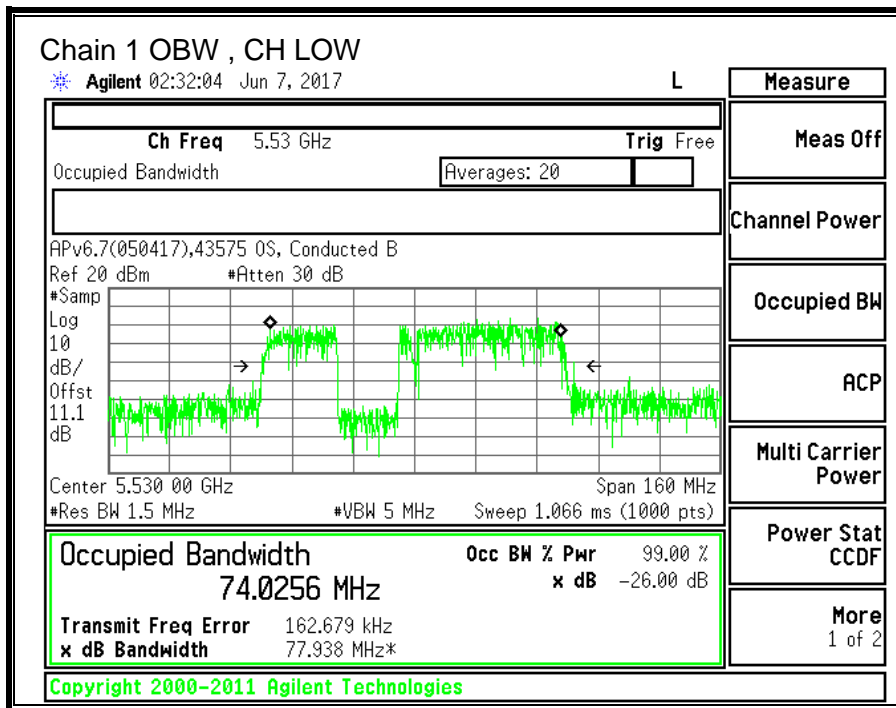 Chain 1 OBW , CH LOW
Agilent 02:32:04 Jun 7, 2017 L
Measure
Ch Freq 5.53 GHz Trig Free
Occupied Bandwidth Averages: 20
APv6.7(050417),43575 OS, Conducted B
Ref 20 dBm #Atten 30 dB
#Samp
Log
10
dB/
Offst
11.1
dB
Center 5.530 00 GHz Span 160 MHz
#Res BW 1.5 MHz #VBW 5 MHz Sweep 1.066 ms (1000 pts)
Occupied Bandwidth Occ BW % Pwr 99.00 %
74.0256 MHz x dB -26.00 dB
Transmit Freq Error 162.679 kHz
x dB Bandwidth 77.938 MHz*
Meas Off
Channel Power
Occupied BW
ACP
Multi Carrier
Power
Power Stat
CCDF
More
1 of 2
Copyright 2000-2011 Agilent Technologies